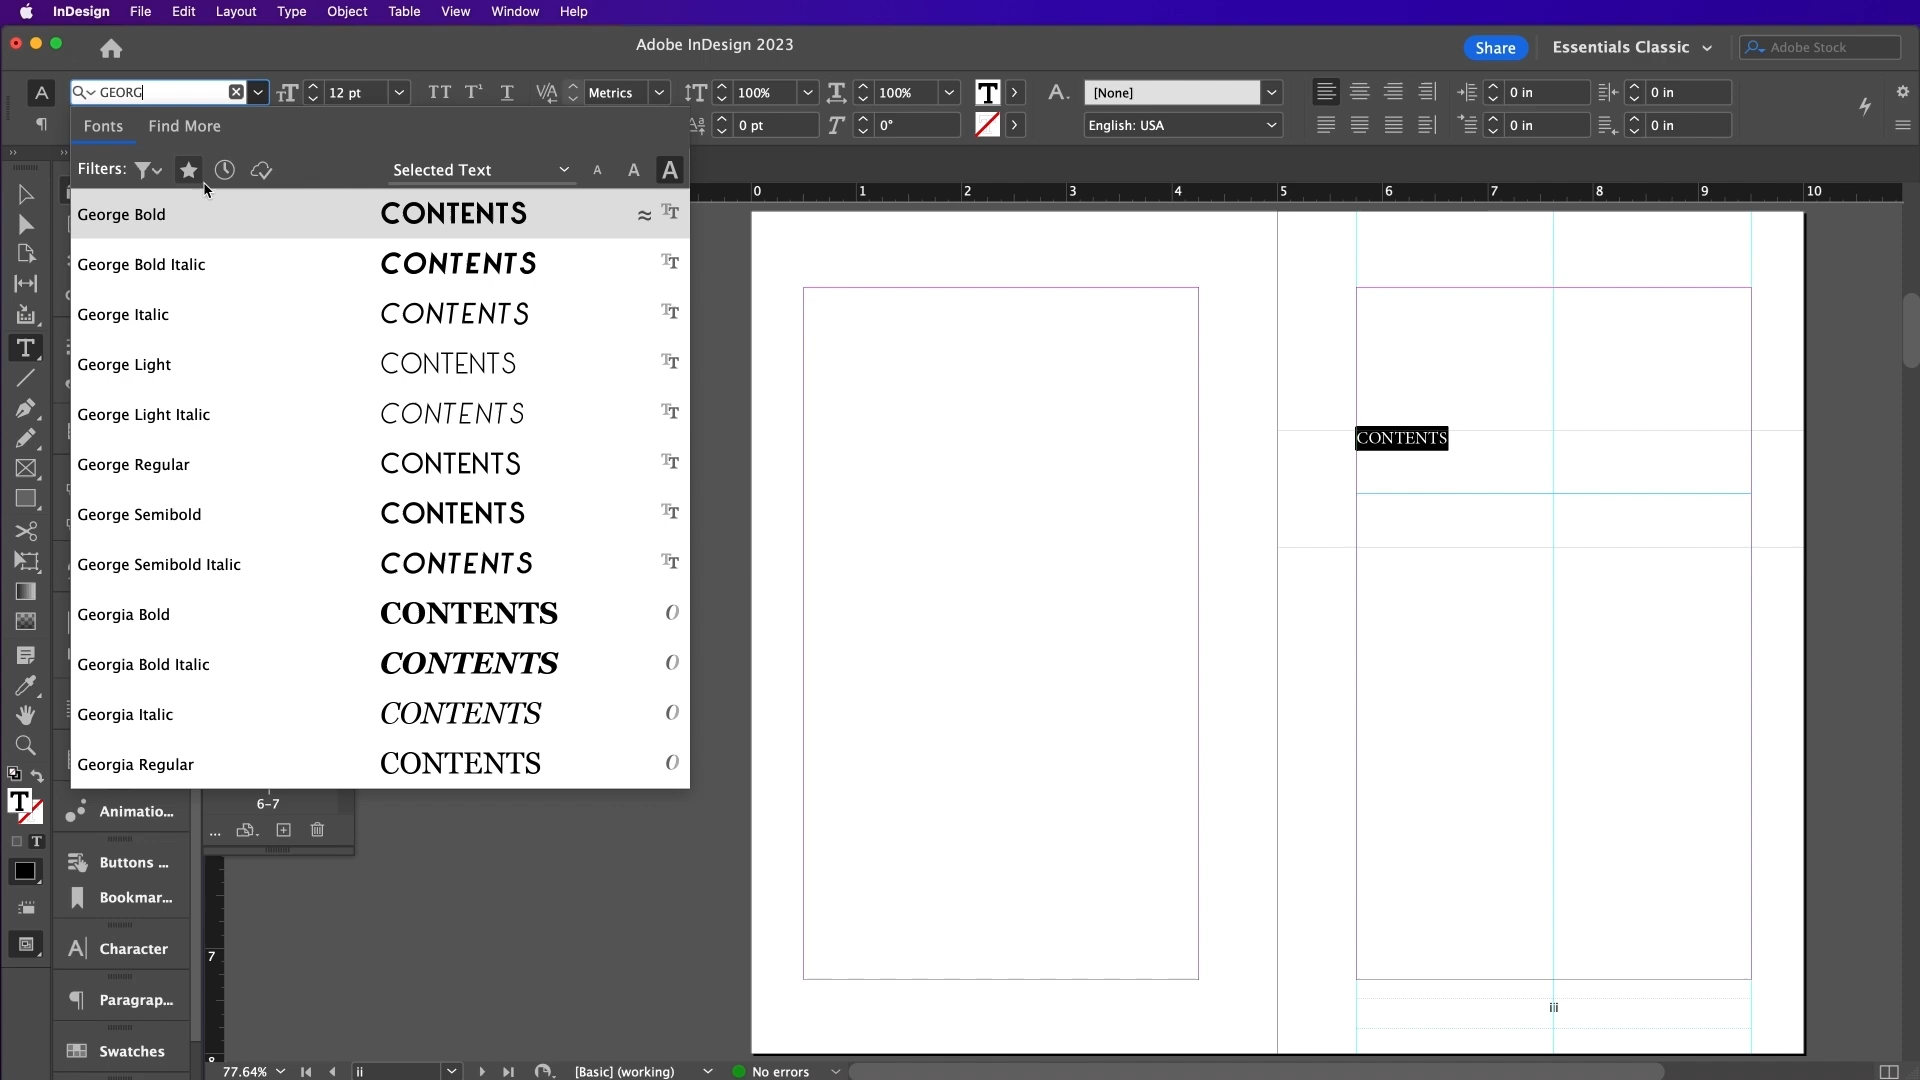 InDesign File Edit Layout Type Object Table View Window Help
Adobe InDesign 2023
Share
Essentials Classic
Adobe Stock
GEORG
12 pt
Metrics
100%
100%
[None]
0 in
0 in
0 pt
0°
English: USA
0 in
0 in
Fonts
Find More
Filters:
Selected Text
0 1 2 3 4 5 6 7 8 9 10
George Bold CONTENTS
George Bold Italic CONTENTS
George Italic CONTENTS
George Light CONTENTS
George Light Italic CONTENTS
George Regular CONTENTS
George Semibold CONTENTS
George Semibold Italic CONTENTS
Georgia Bold CONTENTS
Georgia Bold Italic CONTENTS
Georgia Italic CONTENTS
Georgia Regular CONTENTS
CONTENTS
6-7
Animatio...
Buttons ...
Bookmar...
Character
Paragrap...
Swatches
7
8
iii
77.64%
ii
[Basic] (working)
No errors